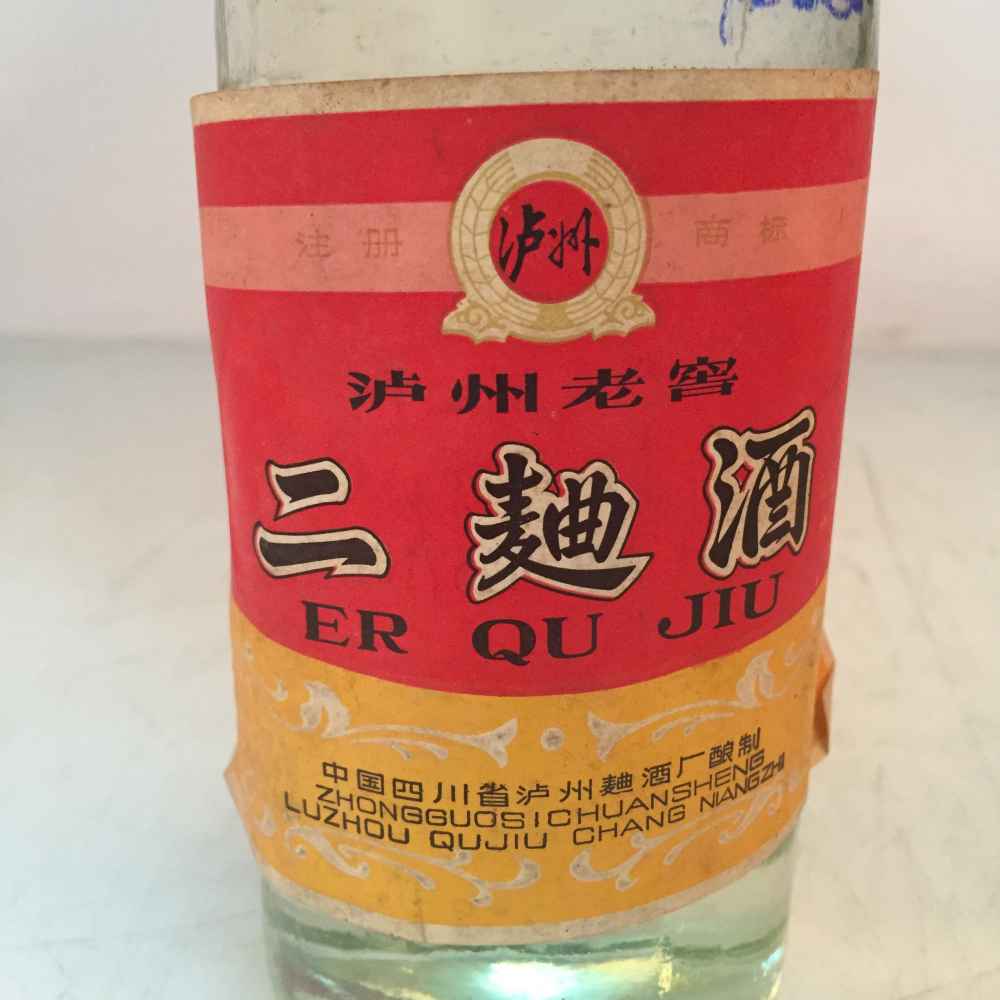 注册 商标
泸州
泸州老窖
二麯酒
ER QU JIU
中国四川省泸州麯酒厂酿制
ZHONGGUOSICHUANSHENG
LUZHOU QUJIU CHANG NIANGZHI